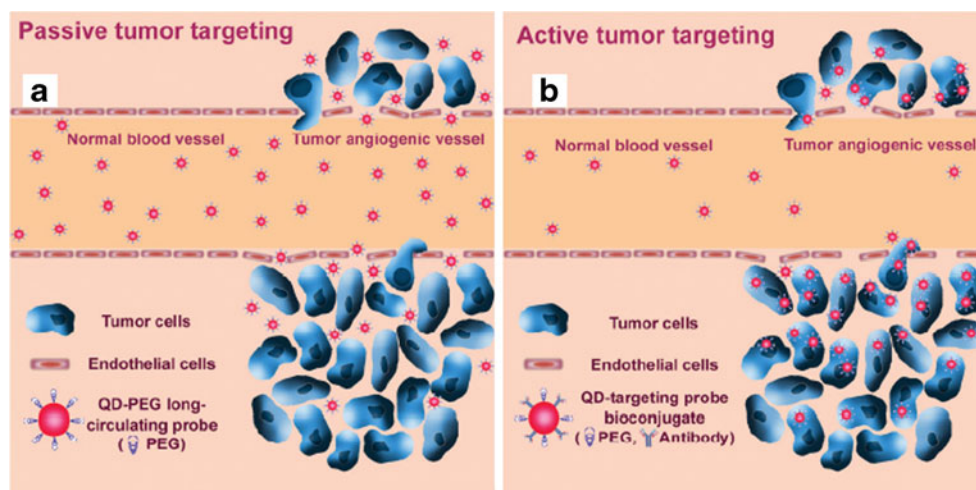 Passive tumor targeting
a
Normal blood vessel
Tumor angiogenic vessel
Tumor cells
Endothelial cells
QD-PEG long-
circulating probe
( PEG)
Active tumor targeting
b
Normal blood vessel
Tumor angiogenic vessel
Tumor cells
Endothelial cells
QD-targeting probe
bioconjugate
( PEG, Antibody)